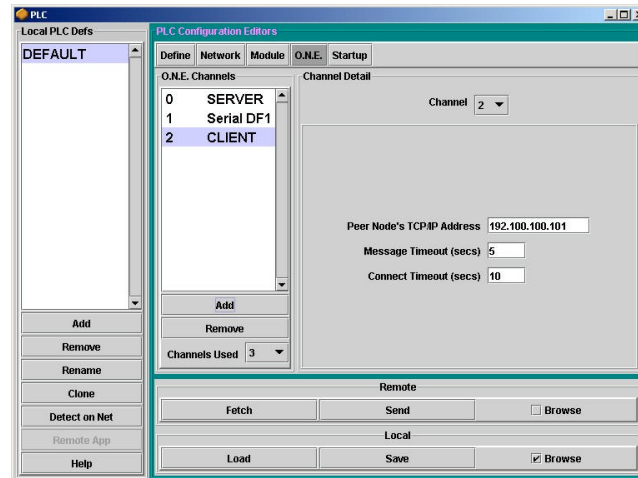 PLC
Local PLC Defs
DEFAULT
Add
Remove
Rename
Clone
Detect on Net
Remote App
Help
PLC Configuration Editors
Define Network Module O.N.E. Startup
O.N.E. Channels
0 SERVER
1 Serial DF1
2 CLIENT
Add
Remove
Channels Used 3
Channel Detail
Channel 2
Peer Node's TCP/IP Address 192.100.100.101
Message Timeout (secs) 5
Connect Timeout (secs) 10
Remote
Fetch Send Browse
Local
Load Save Browse